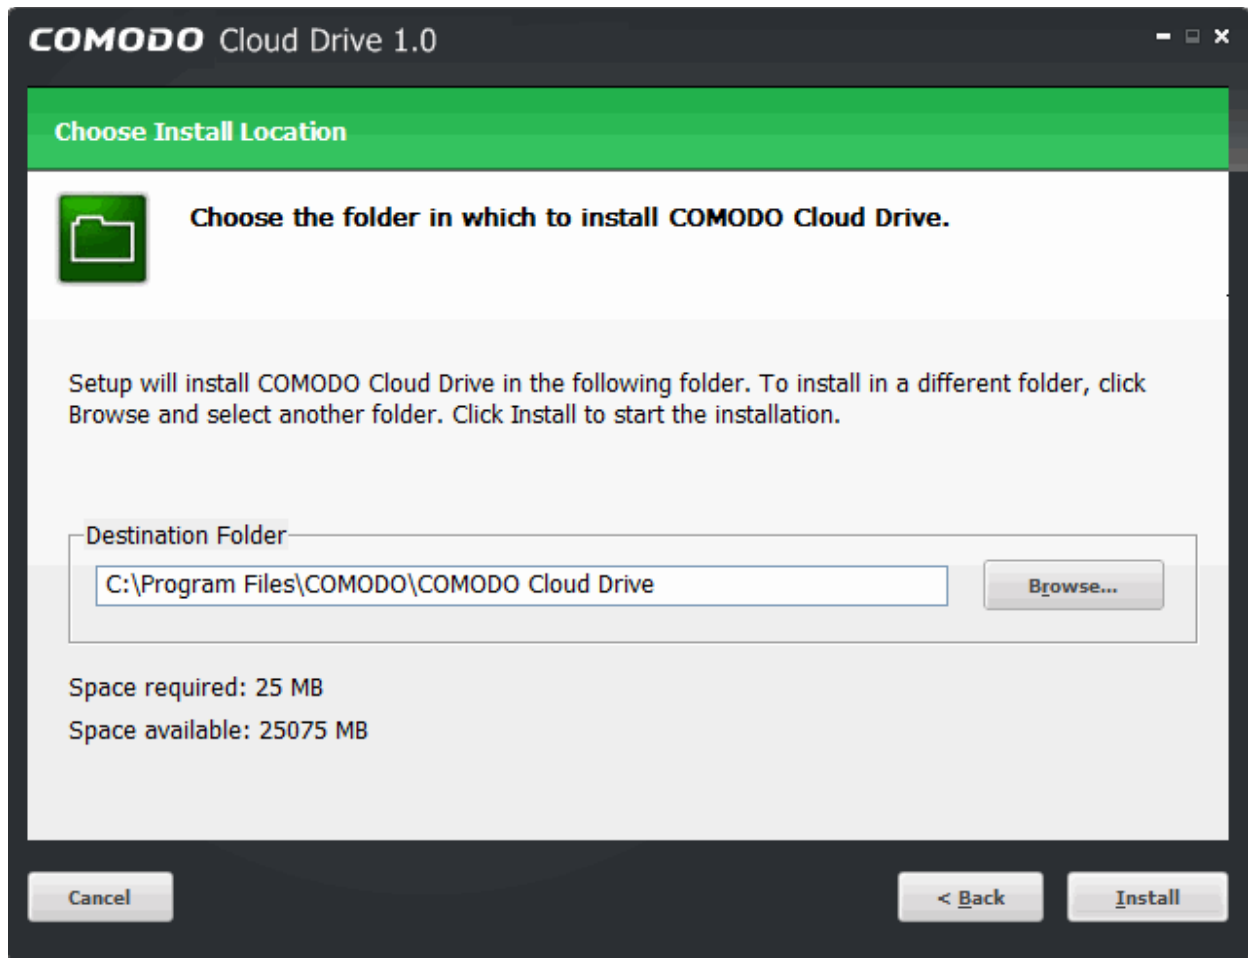 COMODO Cloud Drive 1.0
Choose Install Location
Choose the folder in which to install COMODO Cloud Drive.
Setup will install COMODO Cloud Drive in the following folder. To install in a different folder, click
Browse and select another folder. Click Install to start the installation.
Destination Folder
C:\Program Files\COMODO\COMODO Cloud Drive
Browse...
Space required: 25 MB
Space available: 25075 MB
Cancel
< Back
Install